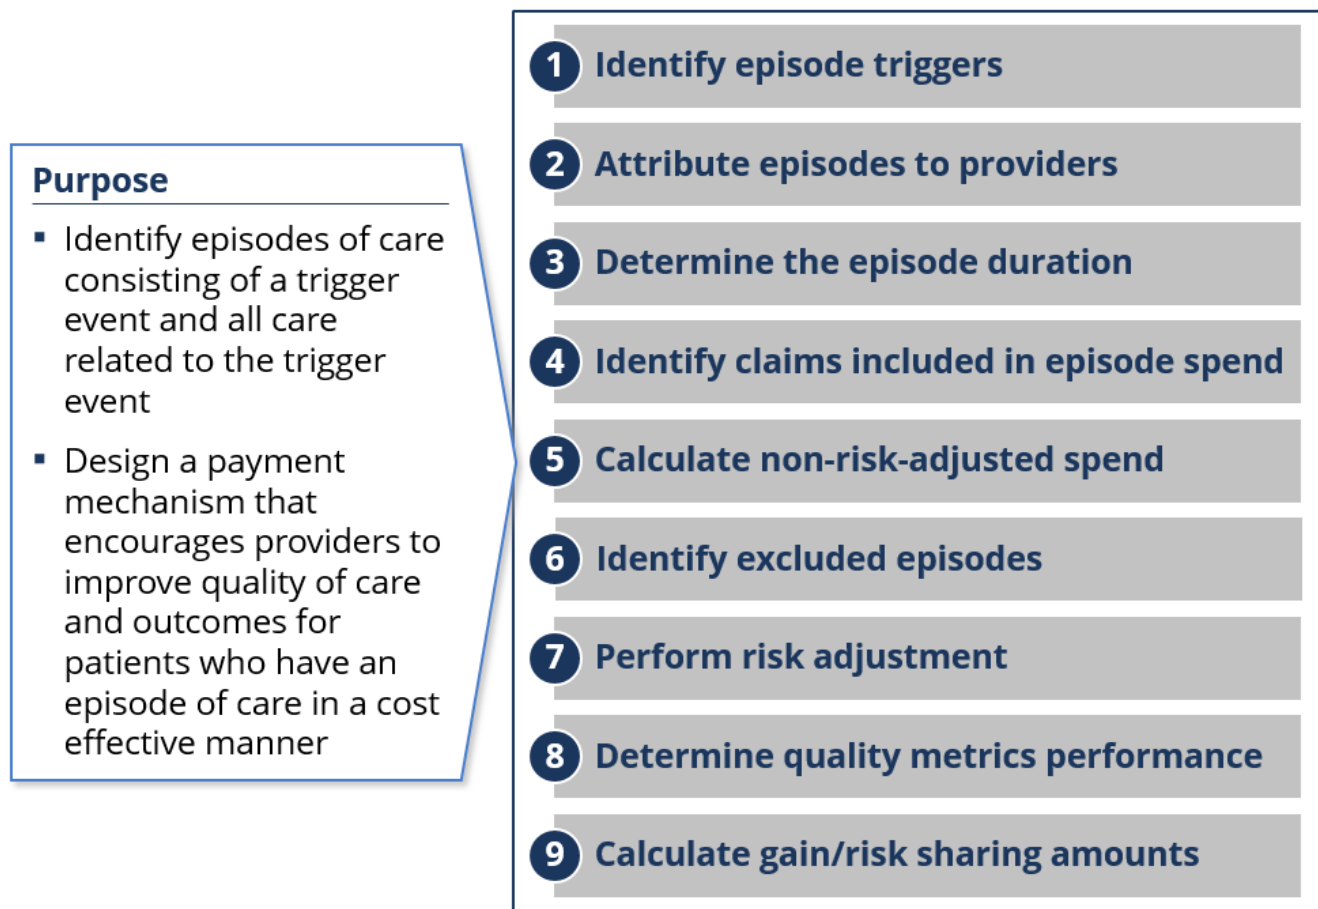 Purpose
▪ Identify episodes of care
consisting of a trigger
event and all care
related to the trigger
event
▪ Design a payment
mechanism that
encourages providers to
improve quality of care
and outcomes for
patients who have an
episode of care in a cost
effective manner
1 Identify episode triggers
2 Attribute episodes to providers
3 Determine the episode duration
4 Identify claims included in episode spend
5 Calculate non-risk-adjusted spend
6 Identify excluded episodes
7 Perform risk adjustment
8 Determine quality metrics performance
9 Calculate gain/risk sharing amounts